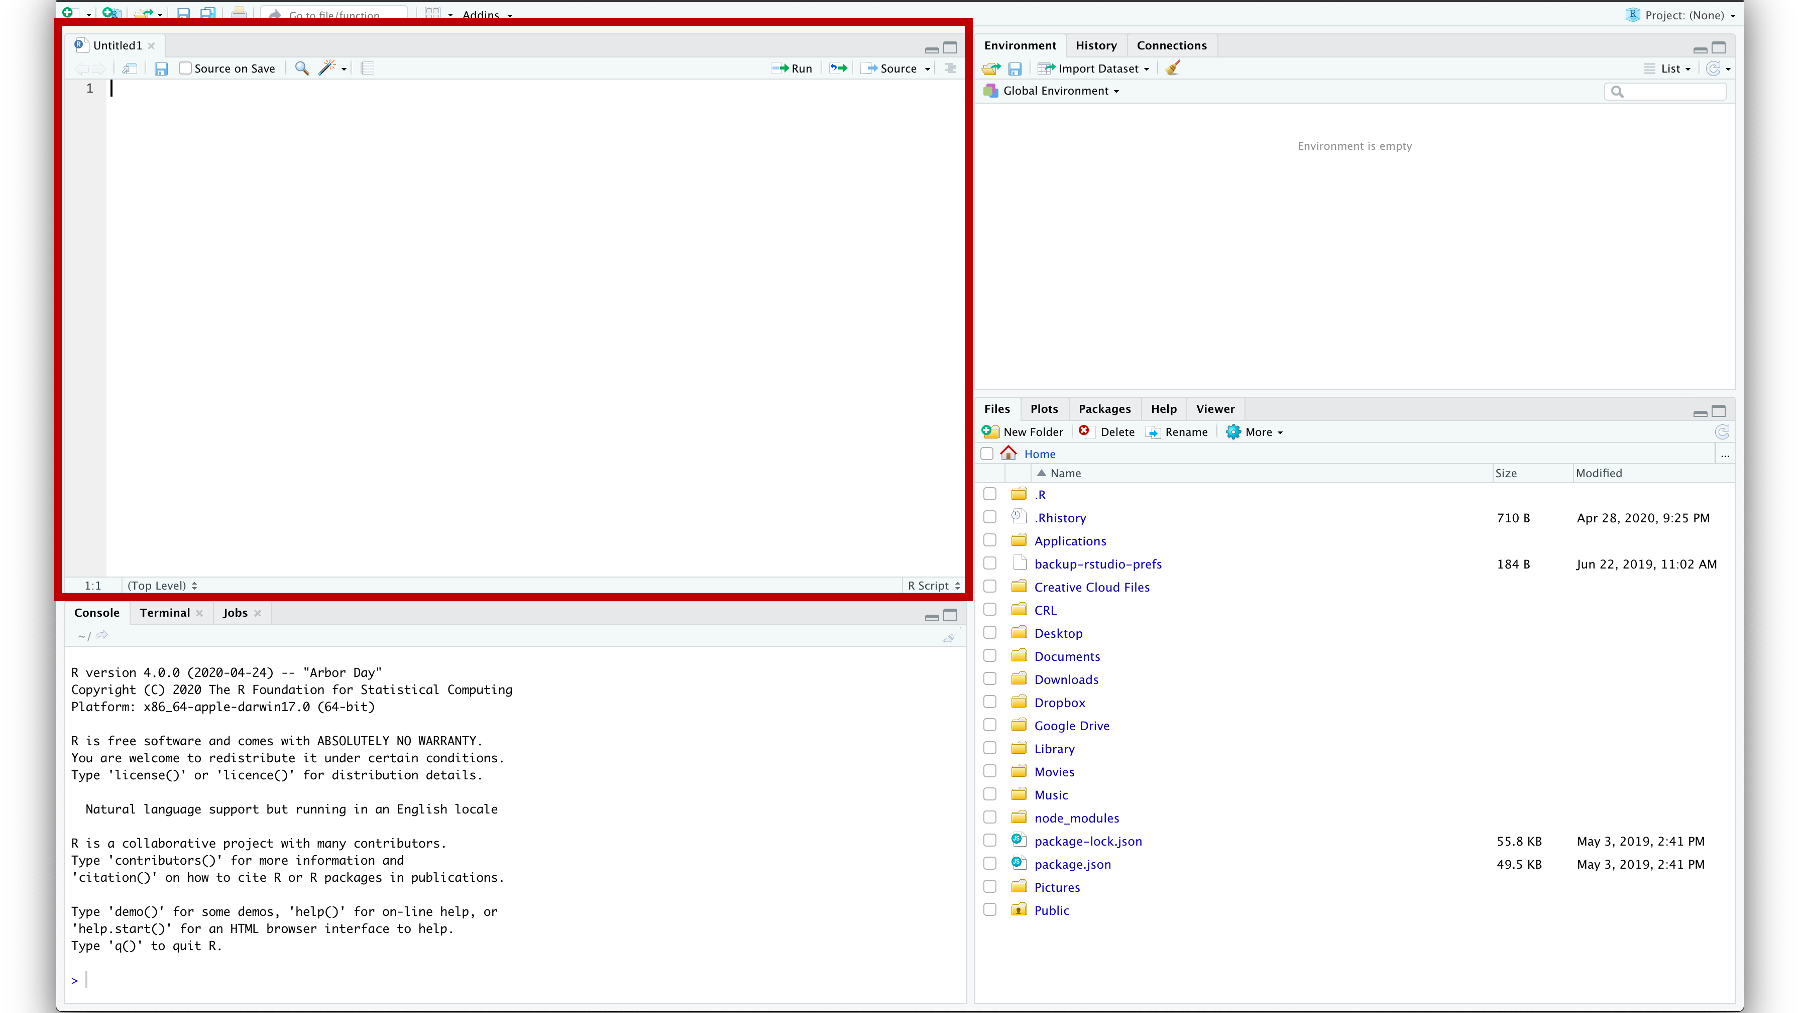 Go to file/function
Addins
Project: (None)
Untitled1
Source on Save
Run
Source
1
1:1
(Top Level)
R Script
Console
Terminal
Jobs
~/
R version 4.0.0 (2020-04-24) -- "Arbor Day"
Copyright (C) 2020 The R Foundation for Statistical Computing
Platform: x86_64-apple-darwin17.0 (64-bit)
R is free software and comes with ABSOLUTELY NO WARRANTY.
You are welcome to redistribute it under certain conditions.
Type 'license()' or 'licence()' for distribution details.
Natural language support but running in an English locale
R is a collaborative project with many contributors.
Type 'contributors()' for more information and
'citation()' on how to cite R or R packages in publications.
Type 'demo()' for some demos, 'help()' for on-line help, or
'help.start()' for an HTML browser interface to help.
Type 'q()' to quit R.
>
Environment
History
Connections
Import Dataset
List
Global Environment
Environment is empty
Files
Plots
Packages
Help
Viewer
New Folder
Delete
Rename
More
Home
...
Name
Size
Modified
.R
.Rhistory 710 B Apr 28, 2020, 9:25 PM
Applications
backup-rstudio-prefs 184 B Jun 22, 2019, 11:02 AM
Creative Cloud Files
CRL
Desktop
Documents
Downloads
Dropbox
Google Drive
Library
Movies
Music
node_modules
package-lock.json 55.8 KB May 3, 2019, 2:41 PM
package.json 49.5 KB May 3, 2019, 2:41 PM
Pictures
Public